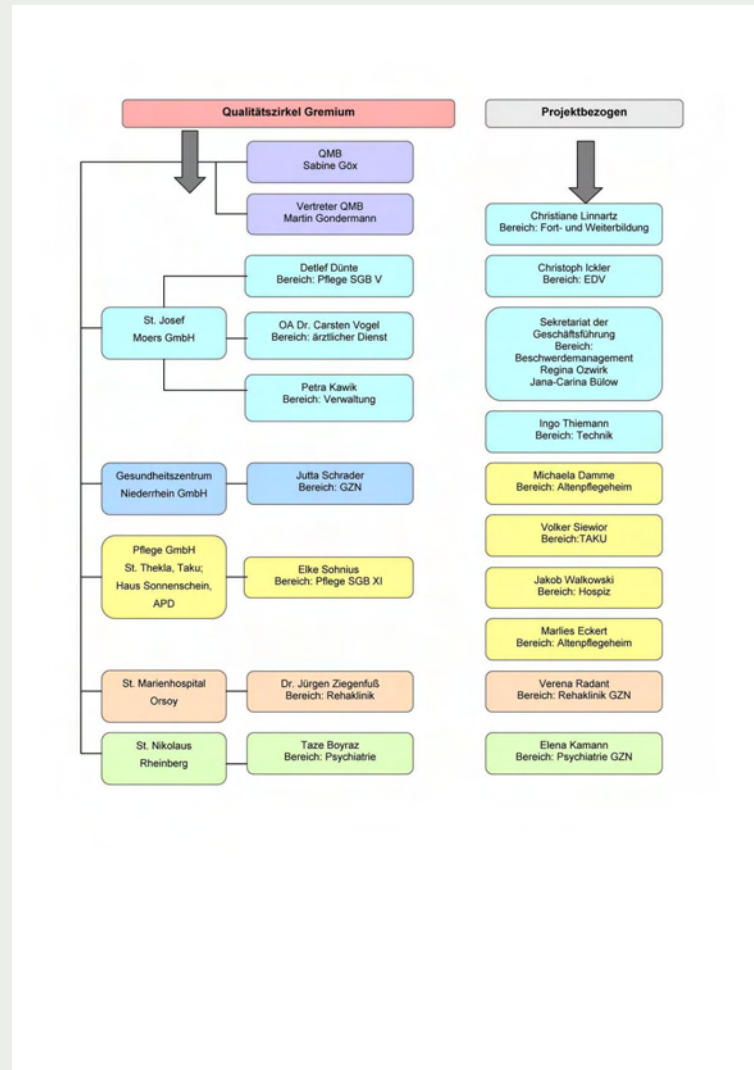 Qualitätszirkel Gremium
QMB
Sabine Göx
Vertreter QMB
Martin Gondermann
St. Josef
Moers GmbH
Detlef Dünte
Bereich: Pflege SGB V
OA Dr. Carsten Vogel
Bereich: ärztlicher Dienst
Petra Kawik
Bereich: Verwaltung
Gesundheitszentrum
Niederrhein GmbH
Jutta Schrader
Bereich: GZN
Pflege GmbH
St. Thekla, Taku;
Haus Sonnenschein,
APD
Elke Sohnius
Bereich: Pflege SGB XI
St. Marienhospital
Orsoy
Dr. Jürgen Ziegenfuß
Bereich: Rehaklinik
St. Nikolaus
Rheinberg
Taze Boyraz
Bereich: Psychiatrie
Projektbezogen
Christiane Linnartz
Bereich: Fort- und Weiterbildung
Christoph Ickler
Bereich: EDV
Sekretariat der
Geschäftsführung
Bereich:
Beschwerdemanagement
Regina Ozwirk
Jana-Carina Bülow
Ingo Thiemann
Bereich: Technik
Michaela Damme
Bereich: Altenpflegeheim
Volker Siewior
Bereich:TAKU
Jakob Walkowski
Bereich: Hospiz
Marlies Eckert
Bereich: Altenpflegeheim
Verena Radant
Bereich: Rehaklinik GZN
Elena Kamann
Bereich: Psychiatrie GZN